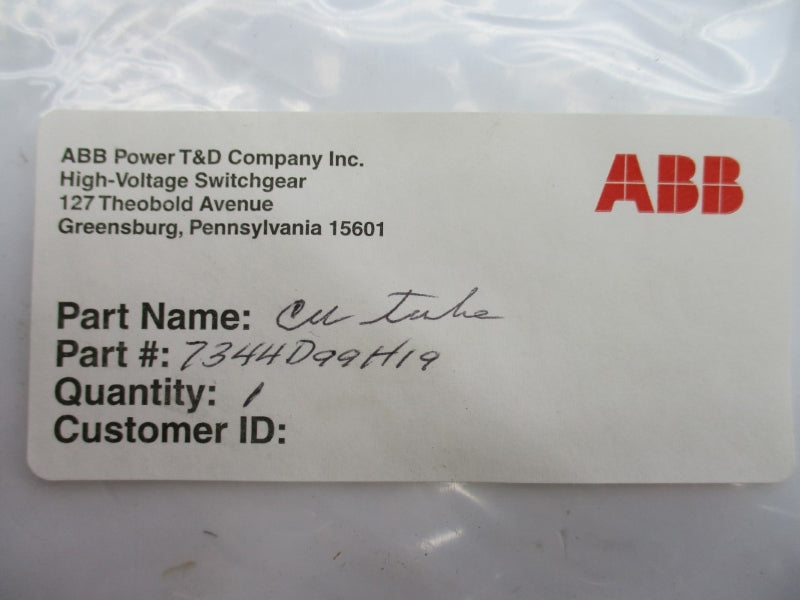 ABB Power T&D Company Inc.
High-Voltage Switchgear
127 Theobold Avenue
Greensburg, Pennsylvania 15601
ABB
Part Name: Cu tube
Part #: 7344D99H19
Quantity: 1
Customer ID: